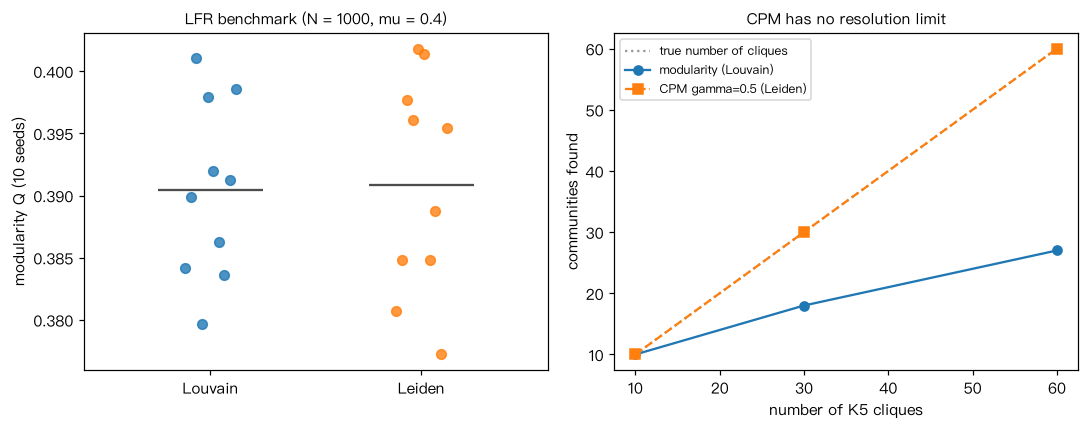 LFR benchmark (N = 1000, mu = 0.4)
modularity Q (10 seeds)
0.400
0.395
0.390
0.385
0.380
Louvain
Leiden
CPM has no resolution limit
communities found
60
50
40
30
20
10
true number of cliques
modularity (Louvain)
CPM gamma=0.5 (Leiden)
10
20
30
40
50
60
number of K5 cliques